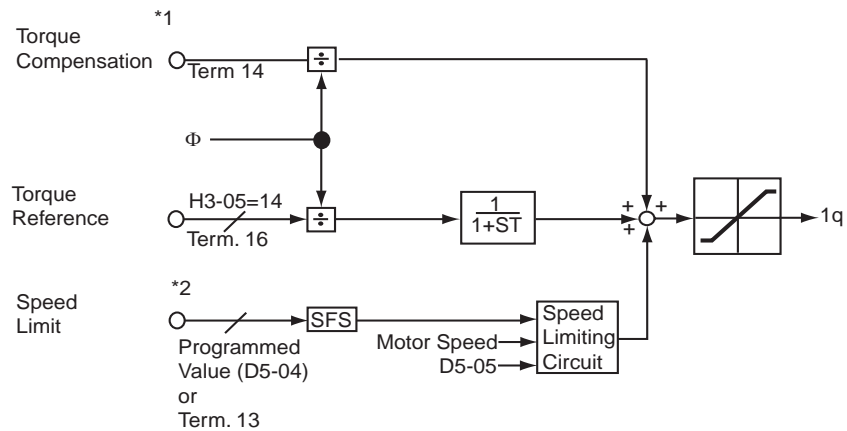 *1
Torque
Compensation
Term 14
÷
Φ
Torque
Reference
H3-05=14
Term. 16
÷
1
1+ST
+
+
+
1q
*2
Speed
Limit
SFS
Programmed
Value (D5-04)
or
Term. 13
Motor Speed
D5-05
Speed
Limiting
Circuit